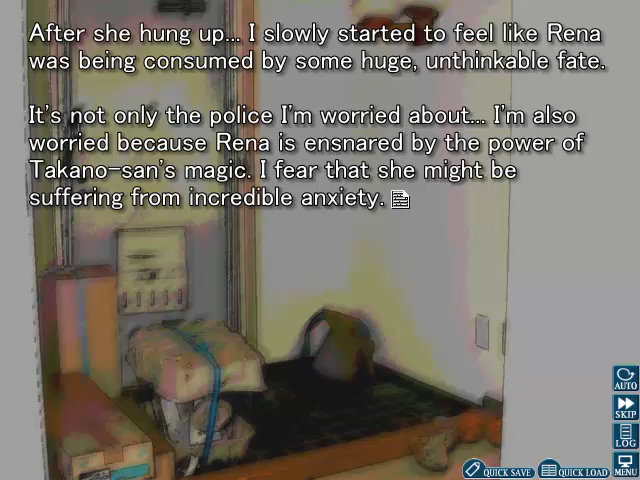 After she hung up... I slowly started to feel like Rena
was being consumed by some huge, unthinkable fate.
It's not only the police I'm worried about... I'm also
worried because Rena is ensnared by the power of
Takano-san's magic. I fear that she might be
suffering from incredible anxiety.
AUTO
SKIP
LOG
MENU
QUICK SAVE QUICK LOAD